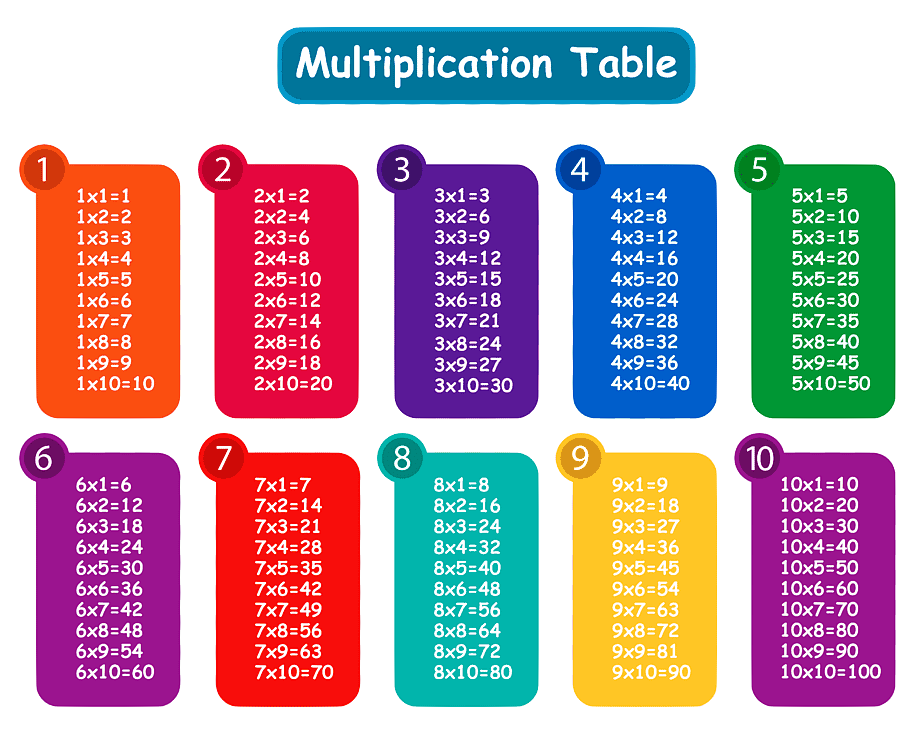 Multiplication Table
1
1x1=1
1x2=2
1x3=3
1x4=4
1x5=5
1x6=6
1x7=7
1x8=8
1x9=9
1x10=10
2
2x1=2
2x2=4
2x3=6
2x4=8
2x5=10
2x6=12
2x7=14
2x8=16
2x9=18
2x10=20
3
3x1=3
3x2=6
3x3=9
3x4=12
3x5=15
3x6=18
3x7=21
3x8=24
3x9=27
3x10=30
4
4x1=4
4x2=8
4x3=12
4x4=16
4x5=20
4x6=24
4x7=28
4x8=32
4x9=36
4x10=40
5
5x1=5
5x2=10
5x3=15
5x4=20
5x5=25
5x6=30
5x7=35
5x8=40
5x9=45
5x10=50
6
6x1=6
6x2=12
6x3=18
6x4=24
6x5=30
6x6=36
6x7=42
6x8=48
6x9=54
6x10=60
7
7x1=7
7x2=14
7x3=21
7x4=28
7x5=35
7x6=42
7x7=49
7x8=56
7x9=63
7x10=70
8
8x1=8
8x2=16
8x3=24
8x4=32
8x5=40
8x6=48
8x7=56
8x8=64
8x9=72
8x10=80
9
9x1=9
9x2=18
9x3=27
9x4=36
9x5=45
9x6=54
9x7=63
9x8=72
9x9=81
9x10=90
10
10x1=10
10x2=20
10x3=30
10x4=40
10x5=50
10x6=60
10x7=70
10x8=80
10x9=90
10x10=100